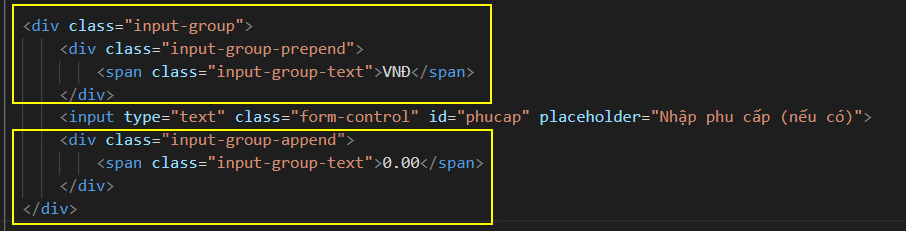 <div class="input-group">
<div class="input-group-prepend">
<span class="input-group-text">VNĐ</span>
</div>
<input type="text" class="form-control" id="phucap" placeholder="Nhập phu cấp (nếu có)">
<div class="input-group-append">
<span class="input-group-text">0.00</span>
</div>
</div>